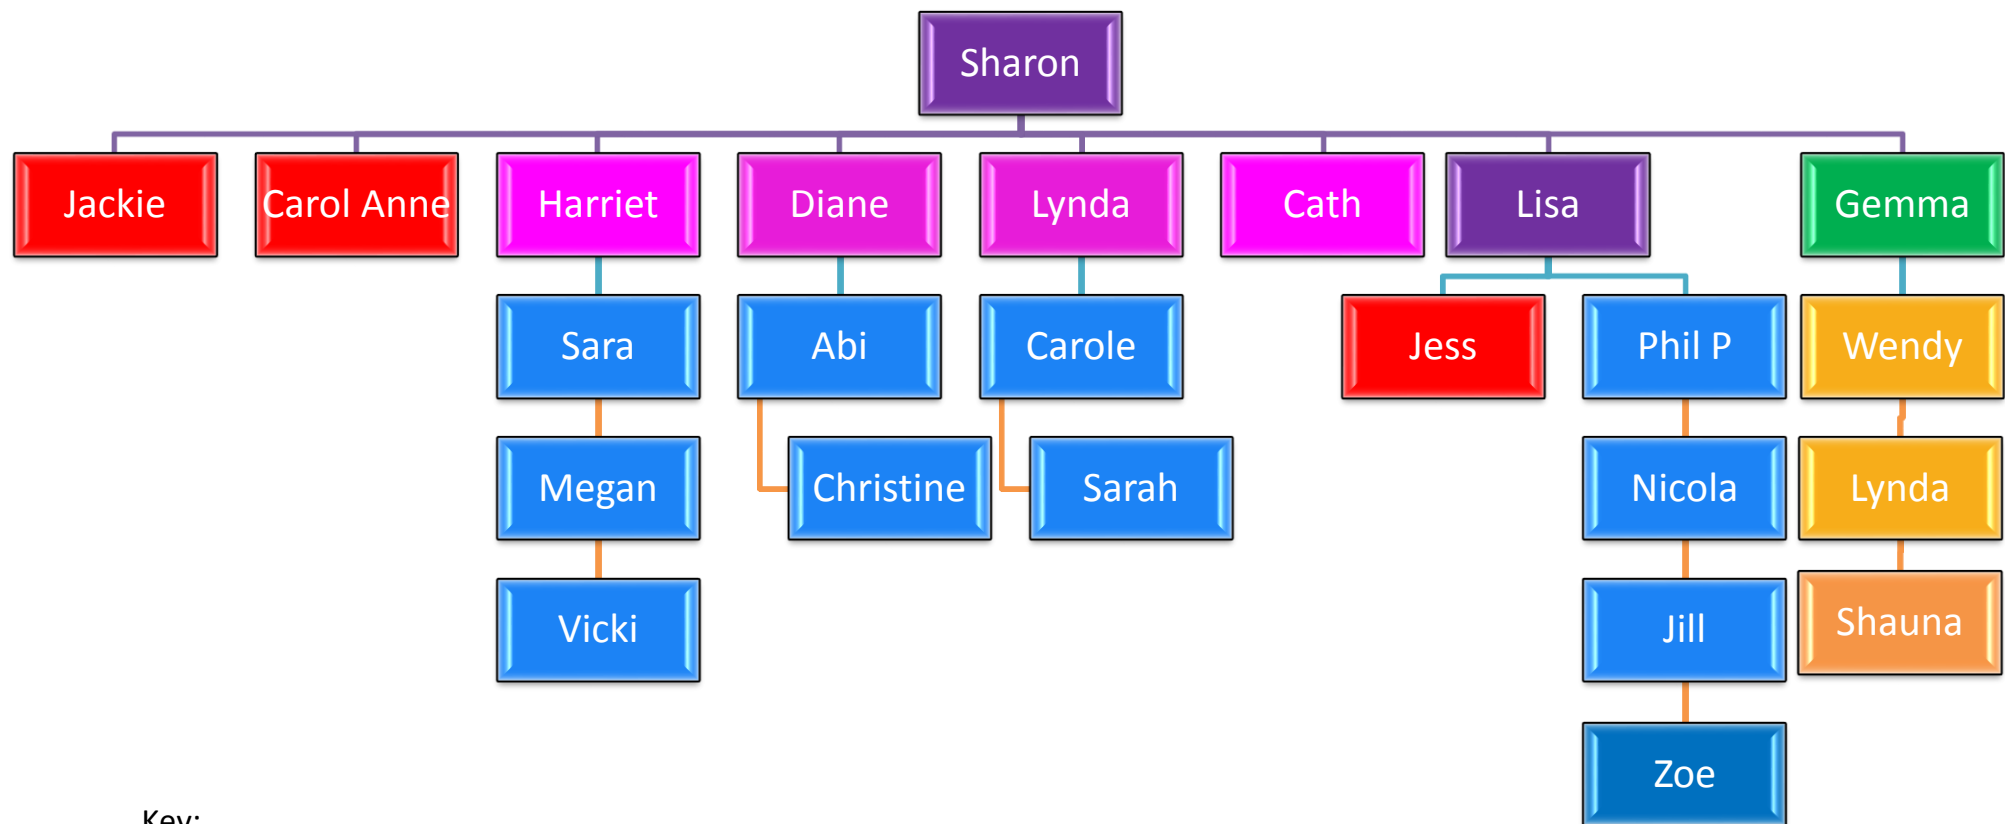 Sharon
Jackie
Carol Anne
Harriet
Diane
Lynda
Cath
Lisa
Gemma
Sara
Abi
Carole
Jess
Phil P
Wendy
Megan
Christine
Sarah
Nicola
Lynda
Vicki
Jill
Shauna
Zoe
Key: